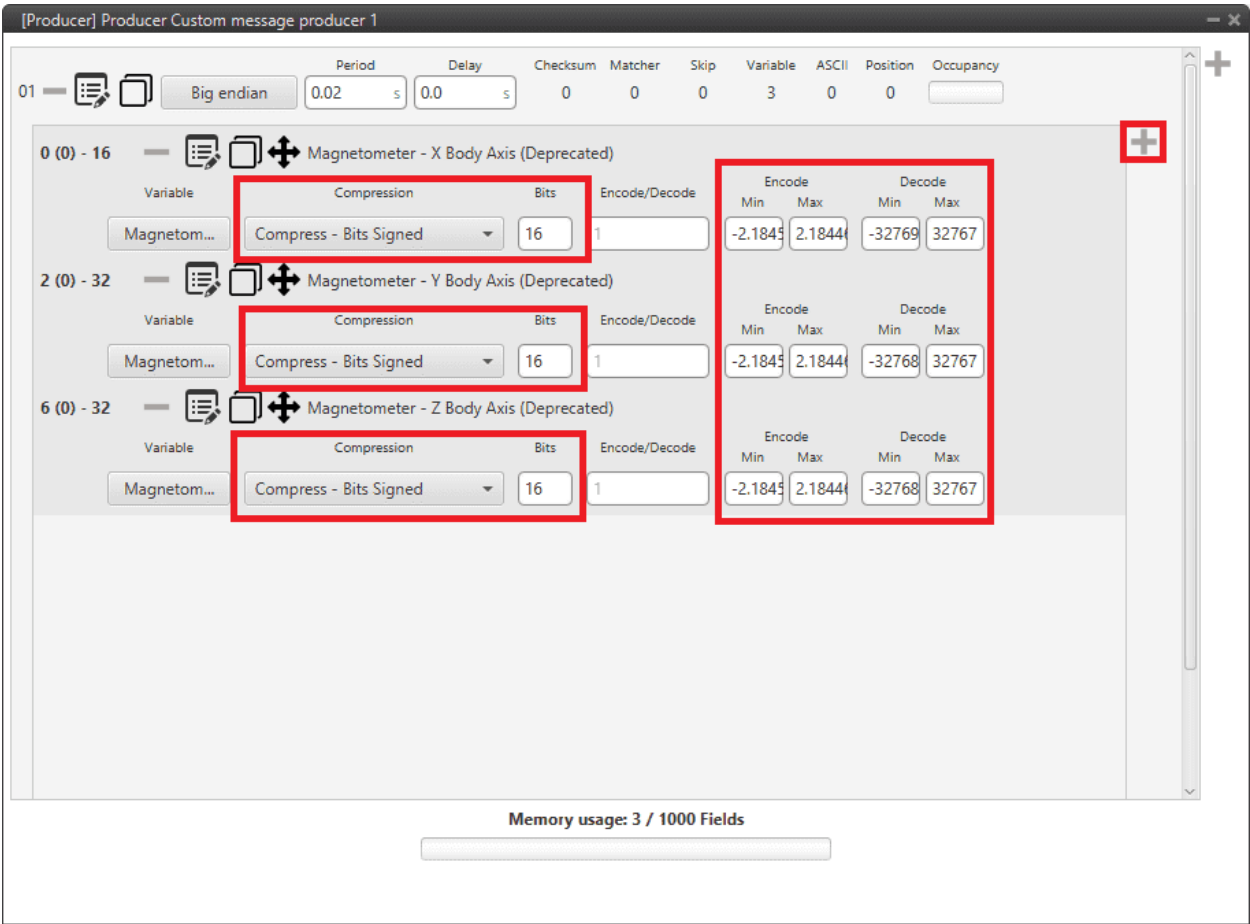 [Producer] Producer Custom message producer 1
Period Delay Checksum Matcher Skip Variable ASCII Position Occupancy
01 Big endian 0.02 s 0.0 s 0 0 0 3 0 0
0 (0) - 16 Magnetometer - X Body Axis (Deprecated)
Variable Compression Bits Encode/Decode Encode Decode
Min Max Min Max
Magnetom... Compress - Bits Signed 16 1 -2.1845 2.1844 -32769 32767
2 (0) - 32 Magnetometer - Y Body Axis (Deprecated)
Variable Compression Bits Encode/Decode Encode Decode
Min Max Min Max
Magnetom... Compress - Bits Signed 16 1 -2.1845 2.1844 -32768 32767
6 (0) - 32 Magnetometer - Z Body Axis (Deprecated)
Variable Compression Bits Encode/Decode Encode Decode
Min Max Min Max
Magnetom... Compress - Bits Signed 16 1 -2.1845 2.1844 -32768 32767
Memory usage: 3 / 1000 Fields